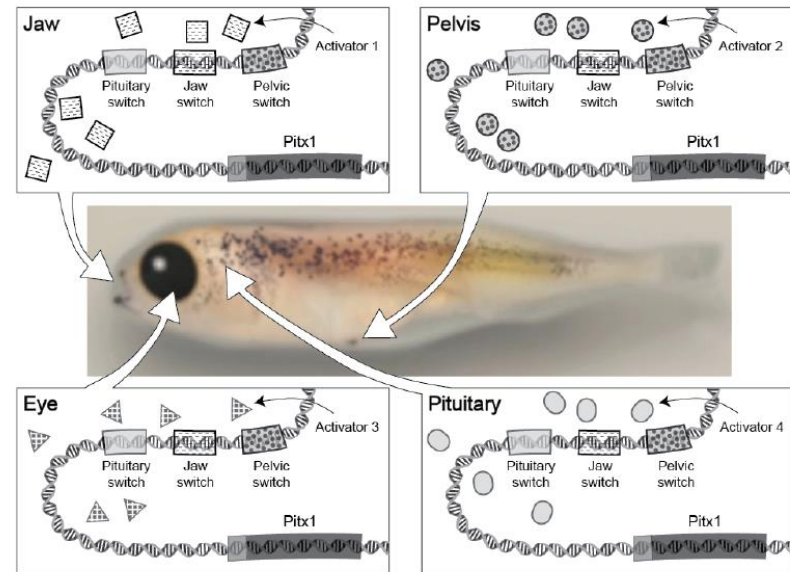 Jaw
Activator 1
Pituitary switch
Jaw switch
Pelvic switch
Pitx1
Pelvis
Activator 2
Pituitary switch
Jaw switch
Pelvic switch
Pitx1
Eye
Activator 3
Pituitary switch
Jaw switch
Pelvic switch
Pitx1
Pituitary
Activator 4
Pituitary switch
Jaw switch
Pelvic switch
Pitx1